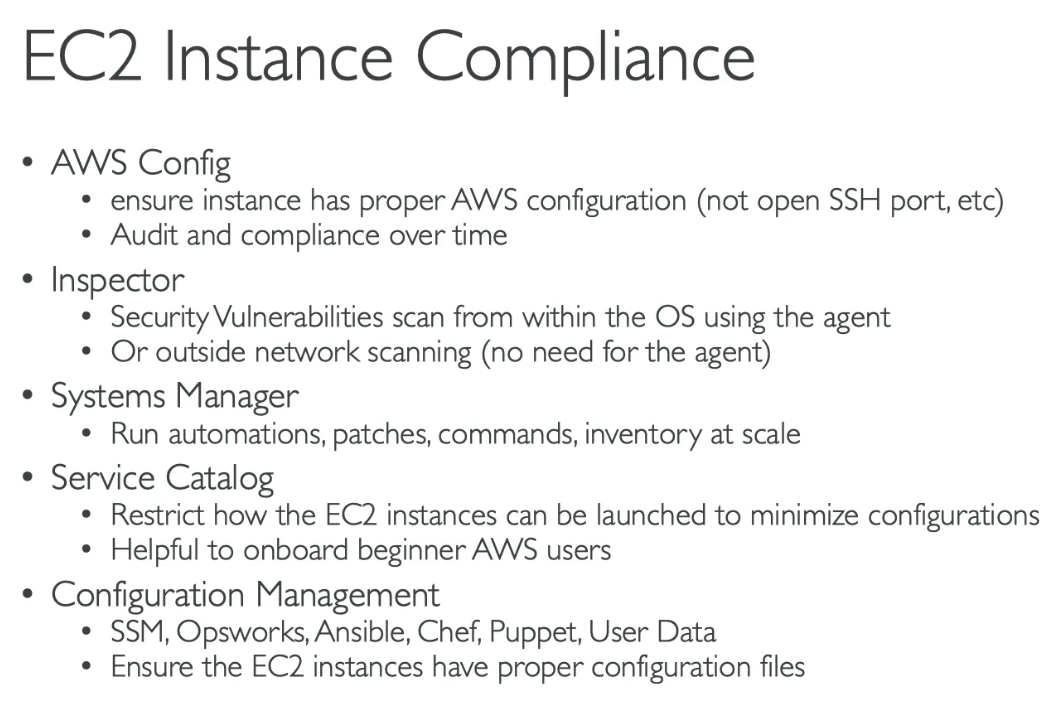 EC2 Instance Compliance
• AWS Config
• ensure instance has proper AWS configuration (not open SSH port, etc)
• Audit and compliance over time
• Inspector
• Security Vulnerabilities scan from within the OS using the agent
• Or outside network scanning (no need for the agent)
• Systems Manager
• Run automations, patches, commands, inventory at scale
• Service Catalog
• Restrict how the EC2 instances can be launched to minimize configurations
• Helpful to onboard beginner AWS users
• Configuration Management
• SSM, Opsworks, Ansible, Chef, Puppet, User Data
• Ensure the EC2 instances have proper configuration files